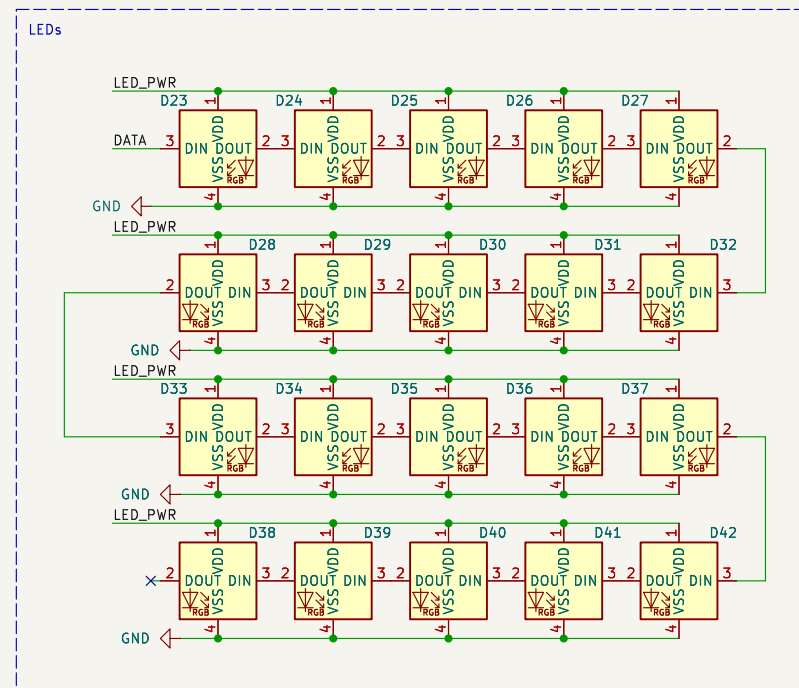 LEDs
LED_PWR
D23 D24 D25 D26 D27
1 1 1 1 1
VDD VDD VDD VDD VDD
DATA 3 DIN DOUT 2 3 DIN DOUT 2 3 DIN DOUT 2 3 DIN DOUT 2 3 DIN DOUT 2
VSS VSS VSS VSS VSS
RGB RGB RGB RGB RGB
4 4 4 4 4
GND
LED_PWR
D28 D29 D30 D31 D32
1 1 1 1 1
VDD VDD VDD VDD VDD
2 DOUT DIN 3 2 DOUT DIN 3 2 DOUT DIN 3 2 DOUT DIN 3 2 DOUT DIN 3
VSS VSS VSS VSS VSS
RGB RGB RGB RGB RGB
4 4 4 4 4
GND
LED_PWR
D33 D34 D35 D36 D37
1 1 1 1 1
VDD VDD VDD VDD VDD
3 DIN DOUT 2 3 DIN DOUT 2 3 DIN DOUT 2 3 DIN DOUT 2 3 DIN DOUT 2
VSS VSS VSS VSS VSS
RGB RGB RGB RGB RGB
4 4 4 4 4
GND
LED_PWR
D38 D39 D40 D41 D42
1 1 1 1 1
VDD VDD VDD VDD VDD
2 DOUT DIN 3 2 DOUT DIN 3 2 DOUT DIN 3 2 DOUT DIN 3 2 DOUT DIN 3
VSS VSS VSS VSS VSS
RGB RGB RGB RGB RGB
4 4 4 4 4
GND